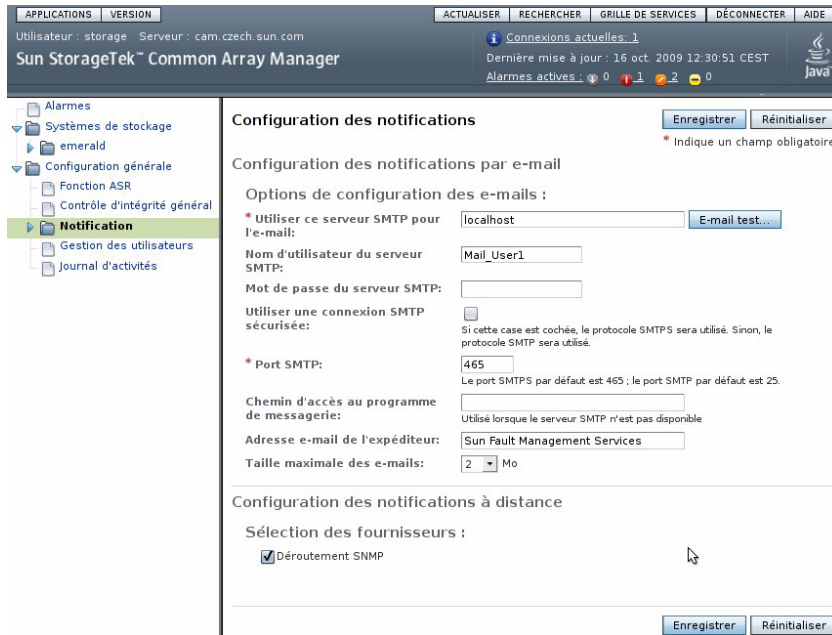 APPLICATIONS VERSION ACTUALISER RECHERCHER GRILLE DE SERVICES DÉCONNECTER AIDE
Utilisateur : storage Serveur : cam.czech.sun.com
Sun StorageTek™ Common Array Manager
Connexions actuelles: 1
Dernière mise à jour : 16 oct. 2009 12:30:51 CEST
Alarmes actives : 0 1 2 0
Java
Alarmes
Systèmes de stockage
emerald
Configuration générale
Fonction ASR
Contrôle d'intégrité général
Notification
Gestion des utilisateurs
Journal d'activités
Configuration des notifications
Enregistrer Réinitialiser
* Indique un champ obligatoire
Configuration des notifications par e-mail
Options de configuration des e-mails :
* Utiliser ce serveur SMTP pour
l'e-mail:
localhost
E-mail test...
Nom d'utilisateur du serveur
SMTP:
Mail_User1
Mot de passe du serveur SMTP:
Utiliser une connexion SMTP
sécurisée:
Si cette case est cochée, le protocole SMTPS sera utilisé. Sinon, le
protocole SMTP sera utilisé.
* Port SMTP:
465
Le port SMTPS par défaut est 465 ; le port SMTP par défaut est 25.
Chemin d'accès au programme
de messagerie:
Utilisé lorsque le serveur SMTP n'est pas disponible
Adresse e-mail de l'expéditeur:
Sun Fault Management Services
Taille maximale des e-mails:
2 Mo
Configuration des notifications à distance
Sélection des fournisseurs :
Déroutement SNMP
Enregistrer Réinitialiser